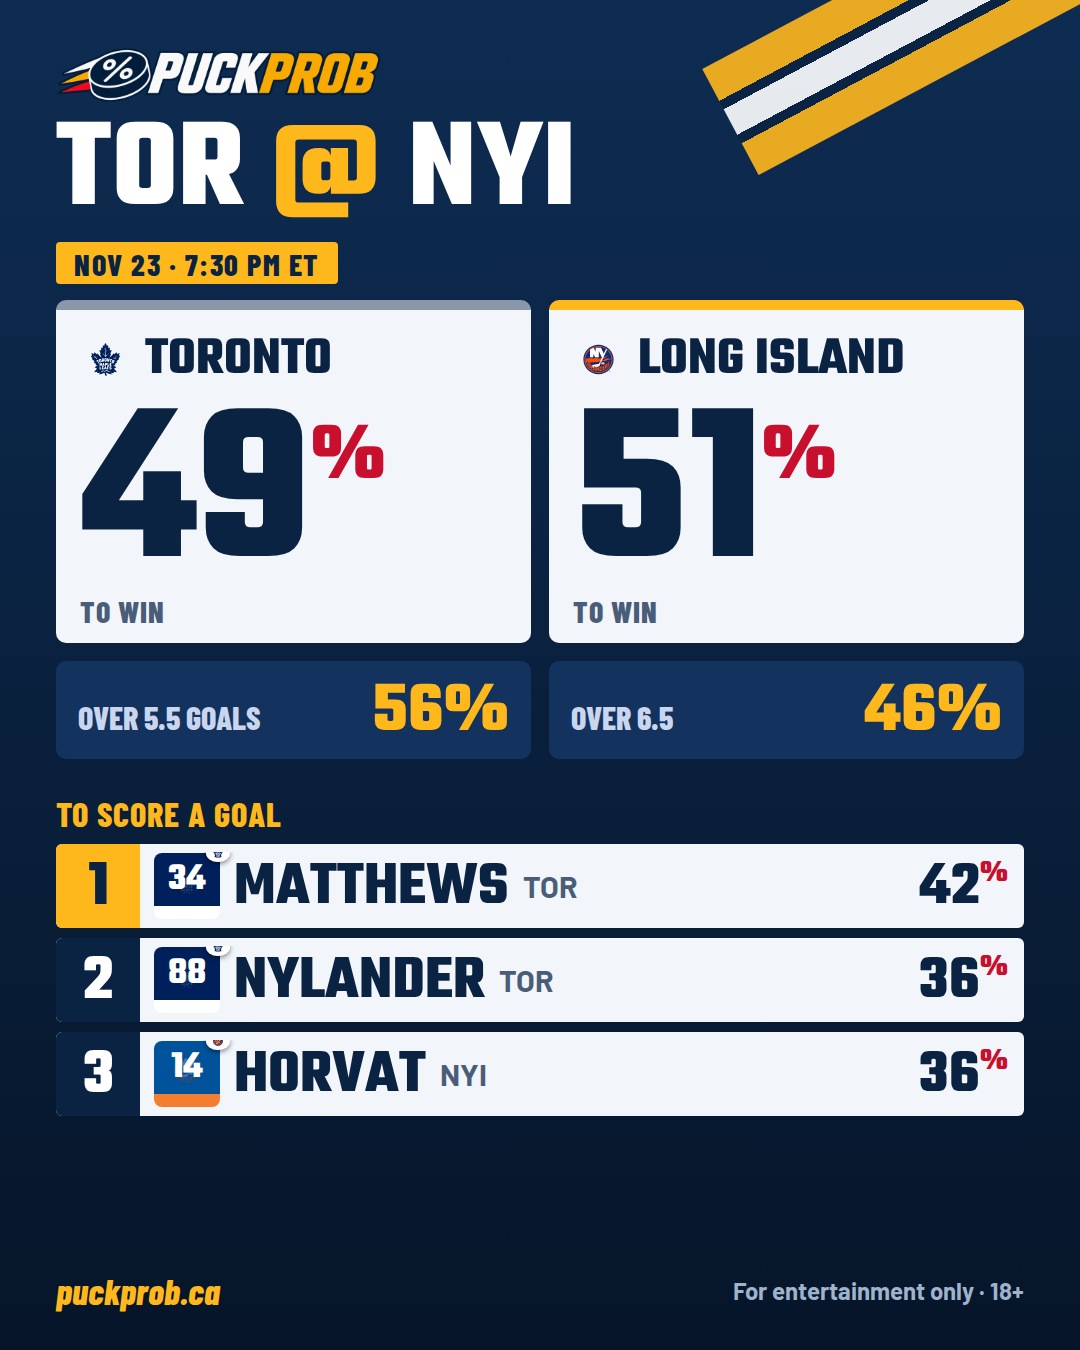 % PUCKPROB
TOR @ NYI
NOV 23 · 7:30 PM ET
TORONTO
49%
TO WIN
NY LONG ISLAND
51%
TO WIN
OVER 5.5 GOALS 56%
OVER 6.5 46%
TO SCORE A GOAL
1 34 MATTHEWS TOR 42%
2 88 NYLANDER TOR 36%
3 14 HORVAT NYI 36%
puckprob.ca
For entertainment only · 18+